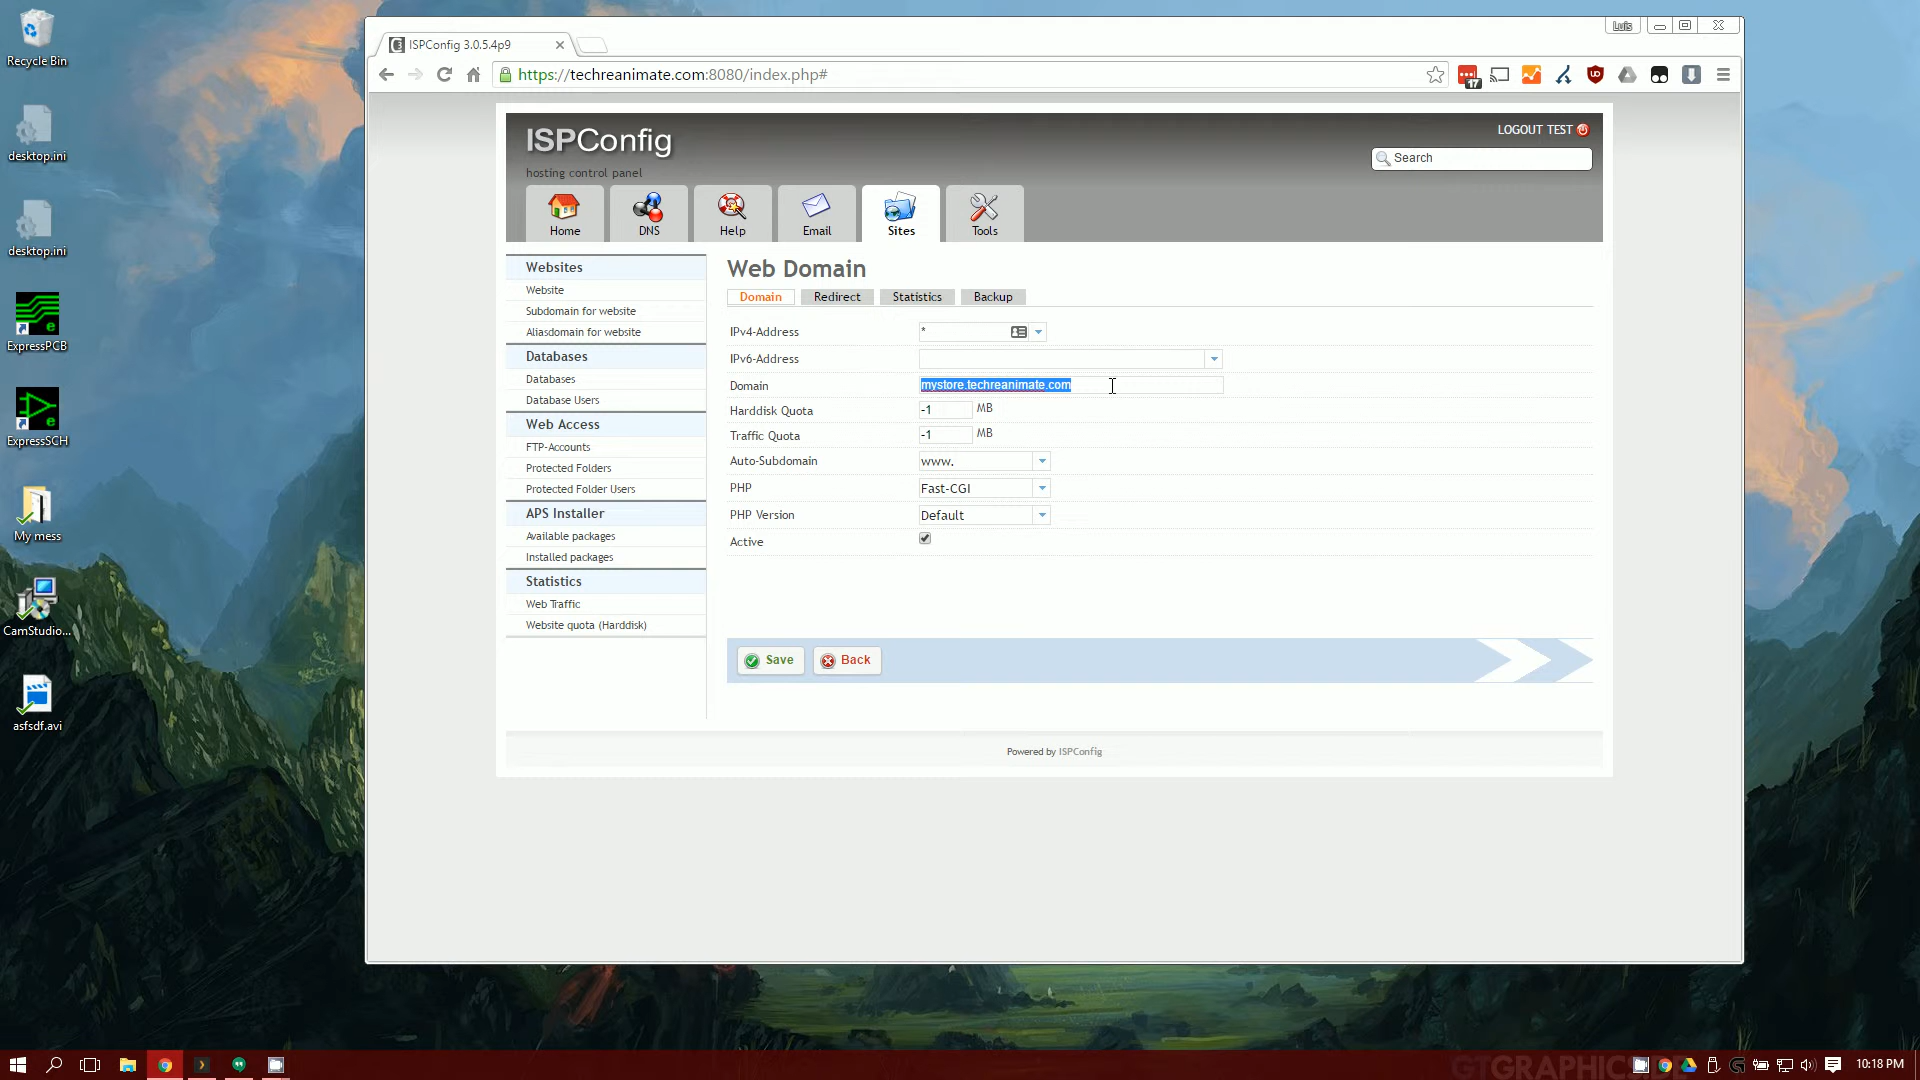 Recycle Bin
desktop.ini
desktop.ini
ExpressPCB
ExpressSCH
My mess
CamStudio...
asfsdf.avi
Luis
ISPConfig 3.0.5.4p9
https://techreanimate.com:8080/index.php#
17
ISPConfig
hosting control panel
LOGOUT TEST
Search
Home
DNS
Help
Email
Sites
Tools
Websites
Website
Subdomain for website
Aliasdomain for website
Databases
Databases
Database Users
Web Access
FTP-Accounts
Protected Folders
Protected Folder Users
APS Installer
Available packages
Installed packages
Statistics
Web Traffic
Website quota (Harddisk)
Web Domain
Domain Redirect Statistics Backup
IPv4-Address *
IPv6-Address
Domain mystore.techreanimate.com
Harddisk Quota -1 MB
Traffic Quota -1 MB
Auto-Subdomain www.
PHP Fast-CGI
PHP Version Default
Active
Save Back
Powered by ISPConfig
10:18 PM